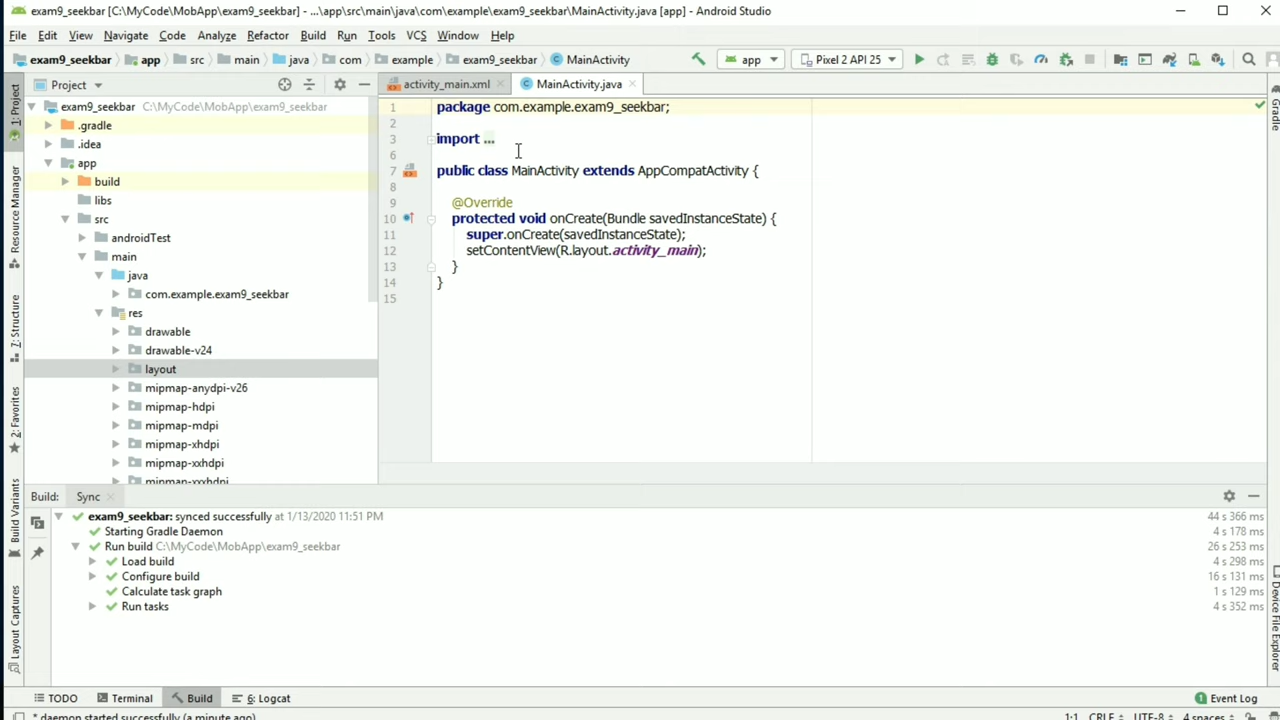 exam9_seekbar [C:\MyCode\MobApp\exam9_seekbar] - ...\app\src\main\java\com\example\exam9_seekbar\MainActivity.java [app] - Android Studio
File Edit View Navigate Code Analyze Refactor Build Run Tools VCS Window Help
exam9_seekbar app src main java com example exam9_seekbar MainActivity app Pixel 2 API 25
Project activity_main.xml MainActivity.java
exam9_seekbar C:\MyCode\MobApp\exam9_seekbar
.gradle
.idea
app
build
libs
src
androidTest
main
java
com.example.exam9_seekbar
res
drawable
drawable-v24
layout
mipmap-anydpi-v26
mipmap-hdpi
mipmap-mdpi
mipmap-xhdpi
mipmap-xxhdpi
mipmap-xxxhdpi
1 package com.example.exam9_seekbar;
2
3 import ...
6
7 public class MainActivity extends AppCompatActivity {
8
9 @Override
10 protected void onCreate(Bundle savedInstanceState) {
11 super.onCreate(savedInstanceState);
12 setContentView(R.layout.activity_main);
13 }
14 }
15
1: Project
Resource Manager
7: Structure
2: Favorites
Build Variants
Layout Captures
Gradle
Device File Explorer
Build: Sync
exam9_seekbar: synced successfully at 1/13/2020 11:51 PM 44 s 366 ms
Starting Gradle Daemon 4 s 178 ms
Run build C:\MyCode\MobApp\exam9_seekbar 26 s 253 ms
Load build 4 s 298 ms
Configure build 16 s 131 ms
Calculate task graph 1 s 129 ms
Run tasks 4 s 352 ms
TODO Terminal Build 6: Logcat 1 Event Log
* daemon started successfully (a minute ago) 1:1 CRLF UTF-8 4 spaces